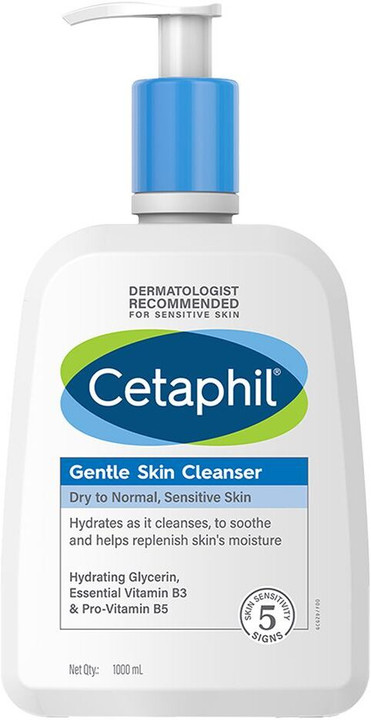 DERMATOLOGIST
RECOMMENDED
FOR SENSITIVE SKIN
Cetaphil®
Gentle Skin Cleanser
Dry to Normal, Sensitive Skin
Hydrates as it cleanses, to soothe
and helps replenish skin's moisture
Hydrating Glycerin,
Essential Vitamin B3
& Pro-Vitamin B5
SKIN SENSITIVITY
5
SIGNS
Net Qty.: 1000 mL